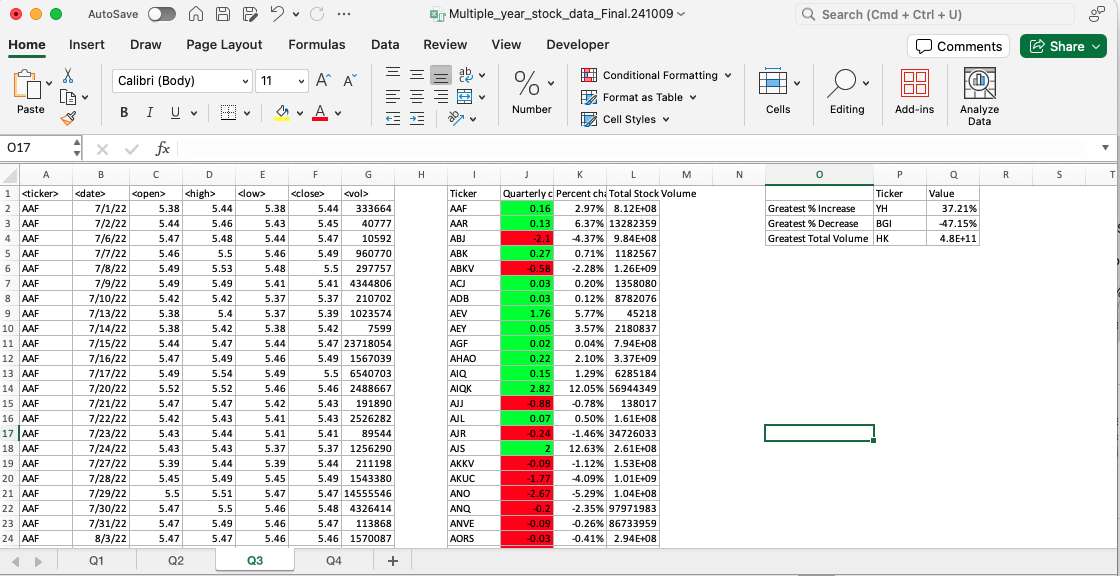 AutoSave Multiple_year_stock_data_Final.241009 Search (Cmd + Ctrl + U)
Home Insert Draw Page Layout Formulas Data Review View Developer Comments Share
Paste Calibri (Body) 11 A A ab Number Conditional Formatting Format as Table Cell Styles Cells Editing Add-ins Analyze Data
B I U A
O17 fx
A B C D E F G H I J K L M N O P Q R S T
1 <ticker> <date> <open> <high> <low> <close> <vol> Ticker Quarterly c Percent cha Total Stock Volume Ticker Value
2 AAF 7/1/22 5.38 5.44 5.38 5.44 333664 AAF 0.16 2.97% 8.12E+08 Greatest % Increase YH 37.21%
3 AAF 7/2/22 5.44 5.46 5.43 5.45 40777 AAR 0.13 6.37% 13282359 Greatest % Decrease BGI -47.15%
4 AAF 7/6/22 5.47 5.48 5.44 5.47 10592 ABJ -2.1 -4.37% 9.84E+08 Greatest Total Volume HK 4.8E+11
5 AAF 7/7/22 5.46 5.5 5.46 5.49 960770 ABK 0.27 0.71% 1182567
6 AAF 7/8/22 5.49 5.53 5.48 5.5 297757 ABKV -0.58 -2.28% 1.26E+09
7 AAF 7/9/22 5.49 5.49 5.41 5.41 4344806 ACJ 0.03 0.20% 1358080
8 AAF 7/10/22 5.42 5.42 5.37 5.37 210702 ADB 0.03 0.12% 8782076
9 AAF 7/13/22 5.38 5.4 5.37 5.39 1023574 AEV 1.76 5.77% 45218
10 AAF 7/14/22 5.38 5.42 5.38 5.42 7599 AEY 0.05 3.57% 2180837
11 AAF 7/15/22 5.44 5.47 5.44 5.47 23718054 AGF 0.02 0.04% 7.94E+08
12 AAF 7/16/22 5.47 5.49 5.46 5.49 1567039 AHAO 0.22 2.10% 3.37E+09
13 AAF 7/17/22 5.49 5.54 5.49 5.5 6540703 AIQ 0.15 1.29% 6285184
14 AAF 7/20/22 5.52 5.52 5.46 5.46 2488667 AIQK 2.82 12.05% 56944349
15 AAF 7/21/22 5.47 5.47 5.42 5.43 191890 AJJ -0.88 -0.78% 138017
16 AAF 7/22/22 5.42 5.43 5.41 5.43 2526282 AJL 0.07 0.50% 1.61E+08
17 AAF 7/23/22 5.43 5.44 5.41 5.41 89544 AJR -0.24 -1.46% 34726033
18 AAF 7/24/22 5.43 5.43 5.37 5.37 1256290 AJS 2 12.63% 2.61E+08
19 AAF 7/27/22 5.39 5.44 5.39 5.44 211198 AKKV -0.09 -1.12% 1.53E+08
20 AAF 7/28/22 5.45 5.49 5.45 5.49 1543380 AKUC -1.77 -4.09% 1.01E+09
21 AAF 7/29/22 5.5 5.51 5.47 5.47 14555546 ANO -2.67 -5.29% 1.04E+08
22 AAF 7/30/22 5.47 5.5 5.46 5.48 4326414 ANQ -0.2 -2.35% 97971983
23 AAF 7/31/22 5.47 5.49 5.46 5.47 113868 ANVE -0.09 -0.26% 86733959
24 AAF 8/3/22 5.47 5.47 5.46 5.46 1570087 AORS -0.03 -0.41% 2.94E+08
Q1 Q2 Q3 Q4 +